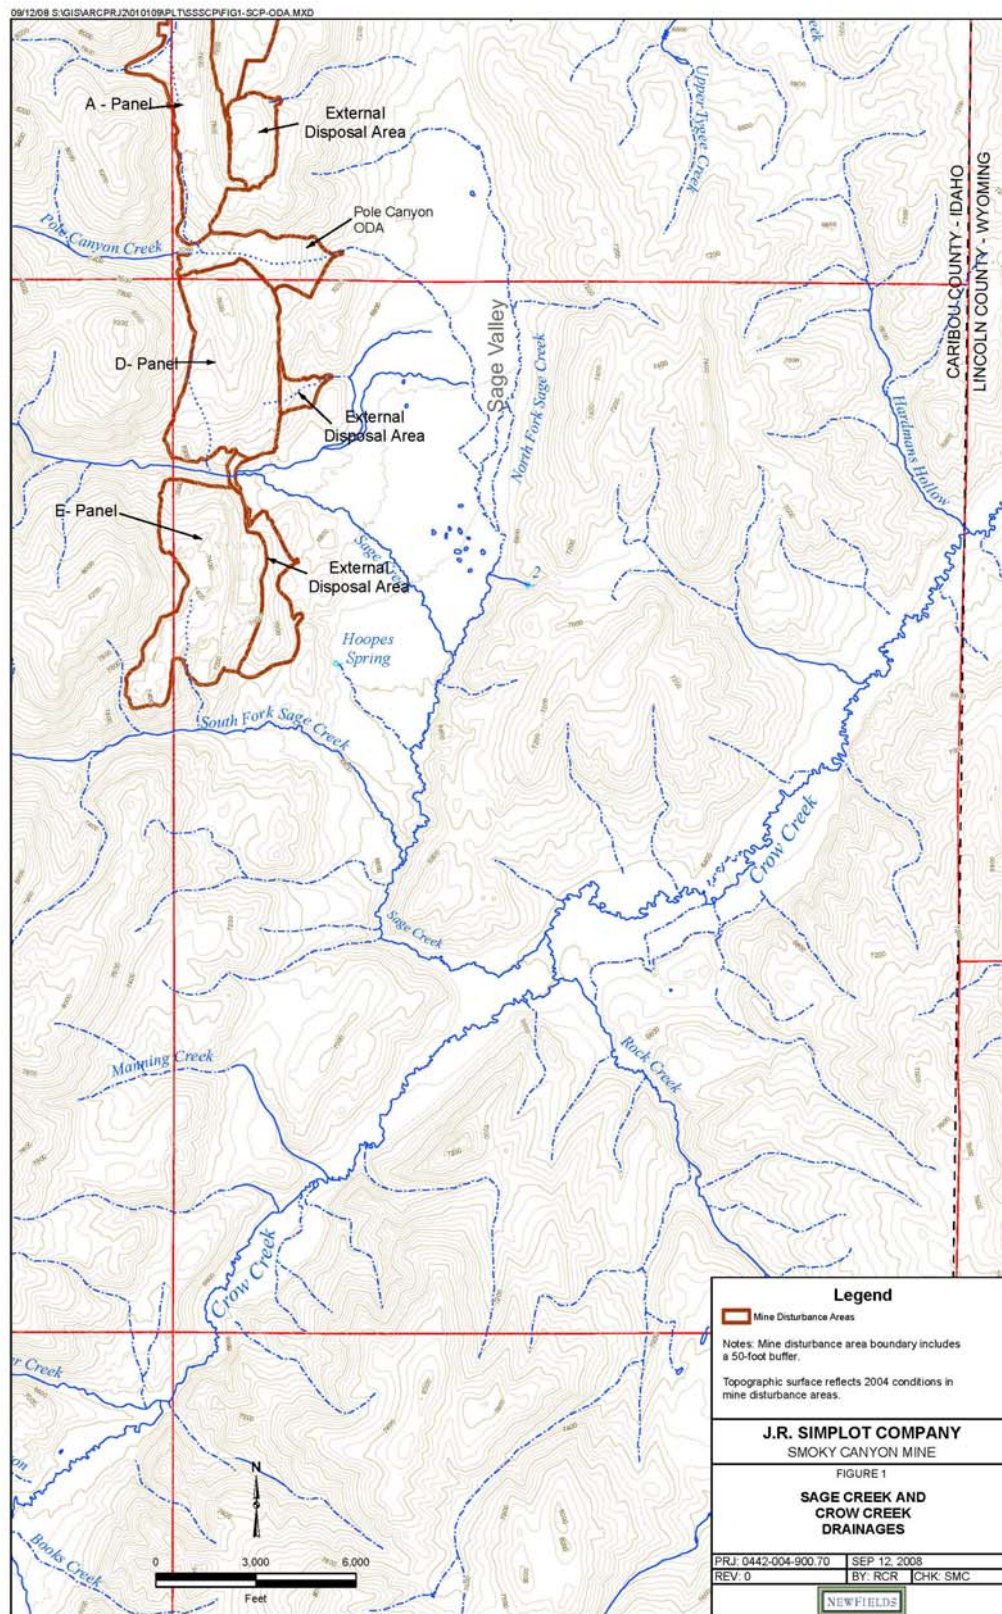 09/12/08 S:\GIS\ARCPRJ2\010109\PLT\SSSCP\FIG1-SCP-ODA.MXD
A - Panel
External
Disposal Area
Upper Tygee Creek
Pole Canyon
ODA
Pole Canyon Creek
CARIBOU COUNTY - IDAHO
LINCOLN COUNTY - WYOMING
Sage Valley
D- Panel
External
Disposal Area
North Fork Sage Creek
Hardmans Hollow
E- Panel
External
Disposal Area
Sage Creek
Hoopes
Spring
South Fork Sage Creek
Crow Creek
Sage Creek
Rock Creek
Manning Creek
Crow Creek
er Creek
on
Books Creek
N
0 3,000 6,000
Feet
Legend
Mine Disturbance Areas
Notes: Mine disturbance area boundary includes
a 50-foot buffer.
Topographic surface reflects 2004 conditions in
mine disturbance areas.
J.R. SIMPLOT COMPANY
SMOKY CANYON MINE
FIGURE 1
SAGE CREEK AND
CROW CREEK
DRAINAGES
PRJ: 0442-004-900.70 SEP 12, 2008
REV: 0 BY: RCR CHK: SMC
NEWFIELDS